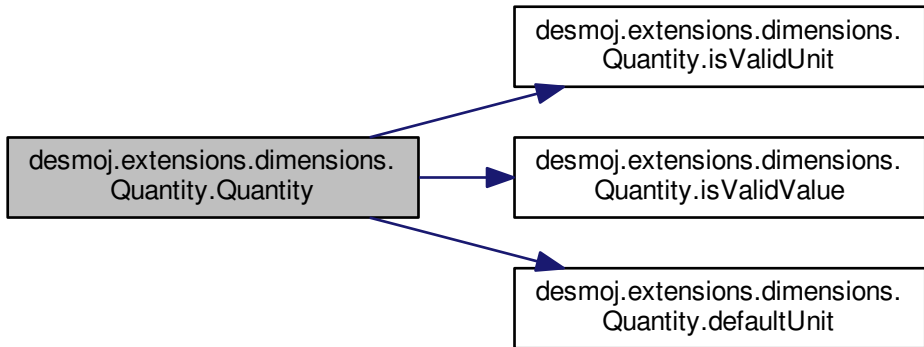 desmoj.extensions.dimensions.
Quantity.Quantity
desmoj.extensions.dimensions.
Quantity.isValidUnit
desmoj.extensions.dimensions.
Quantity.isValidValue
desmoj.extensions.dimensions.
Quantity.defaultUnit